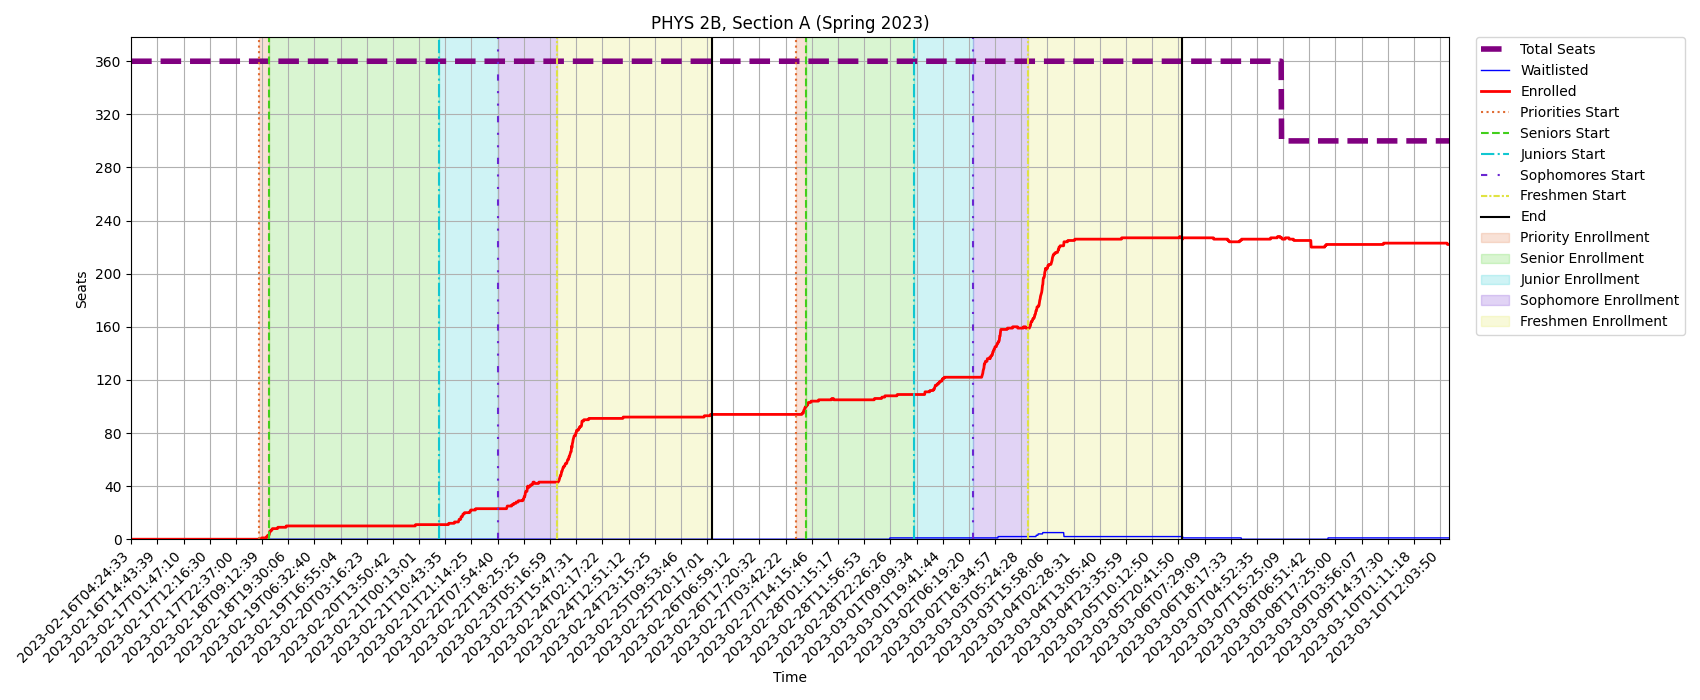 PHYS 2B, Section A (Spring 2023)
Seats
360
320
280
240
200
160
120
80
40
0
2023-02-16T04:24:33
2023-02-16T14:43:39
2023-02-17T01:47:10
2023-02-17T12:16:30
2023-02-17T22:37:00
2023-02-18T09:12:39
2023-02-18T19:30:06
2023-02-19T06:32:40
2023-02-19T16:55:04
2023-02-20T03:16:23
2023-02-20T13:50:42
2023-02-21T00:13:01
2023-02-21T10:43:35
2023-02-21T21:14:25
2023-02-22T07:54:40
2023-02-22T18:25:25
2023-02-23T05:16:59
2023-02-23T15:47:31
2023-02-24T02:17:22
2023-02-24T12:51:12
2023-02-24T23:15:25
2023-02-25T09:53:46
2023-02-25T20:17:01
2023-02-26T06:59:12
2023-02-26T17:20:32
2023-02-27T03:42:22
2023-02-27T14:15:46
2023-02-28T01:15:17
2023-02-28T11:56:53
2023-02-28T22:26:26
2023-03-01T09:09:34
2023-03-01T19:41:44
2023-03-02T06:19:20
2023-03-02T18:34:57
2023-03-03T05:24:28
2023-03-03T15:58:06
2023-03-04T02:28:31
2023-03-04T13:05:40
2023-03-04T23:35:59
2023-03-05T10:12:50
2023-03-05T20:41:50
2023-03-06T07:29:09
2023-03-06T18:17:33
2023-03-07T04:52:35
2023-03-07T15:25:09
2023-03-08T06:51:42
2023-03-08T17:25:00
2023-03-09T03:56:07
2023-03-09T14:37:30
2023-03-10T01:11:18
2023-03-10T12:03:50
Time
Total Seats
Waitlisted
Enrolled
Priorities Start
Seniors Start
Juniors Start
Sophomores Start
Freshmen Start
End
Priority Enrollment
Senior Enrollment
Junior Enrollment
Sophomore Enrollment
Freshmen Enrollment